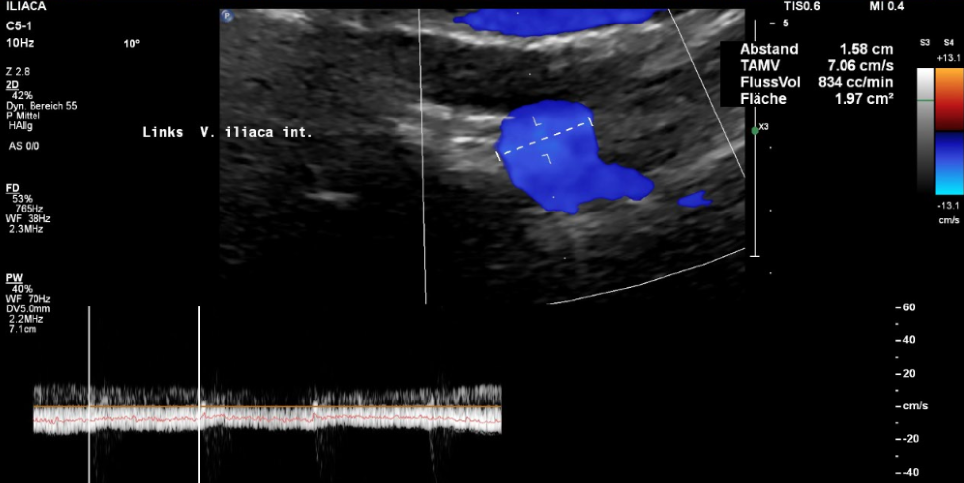 ILIACA
TIS0.6 MI 0.4
C5-1
10Hz
10°
P
5
Abstand 1.58 cm
TAMV 7.06 cm/s
FlussVol 834 cc/min
Fläche 1.97 cm²
S3 S4
+13.1
Z 2.8
2D
42%
Dyn. Bereich 55
P Mittel
HAllg
AS 0/0
Links V. iliaca int.
X3
-13.1
cm/s
FD
53%
765Hz
WF 38Hz
2.3MHz
PW
40%
WF 70Hz
DV5.0mm
2.2MHz
7.1cm
60
40
20
cm/s
-20
-40